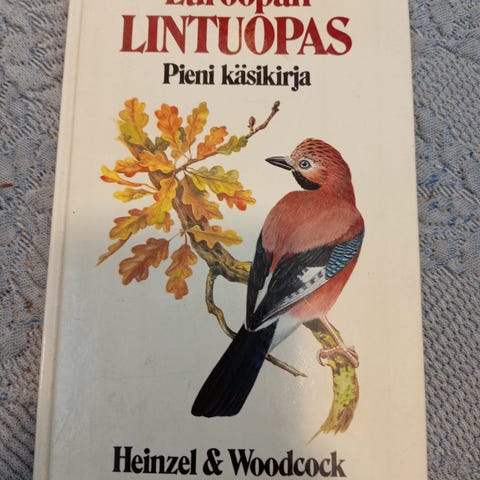 Euroopan
LINTUOPAS
Pieni käsikirja
Heinzel & Woodcock